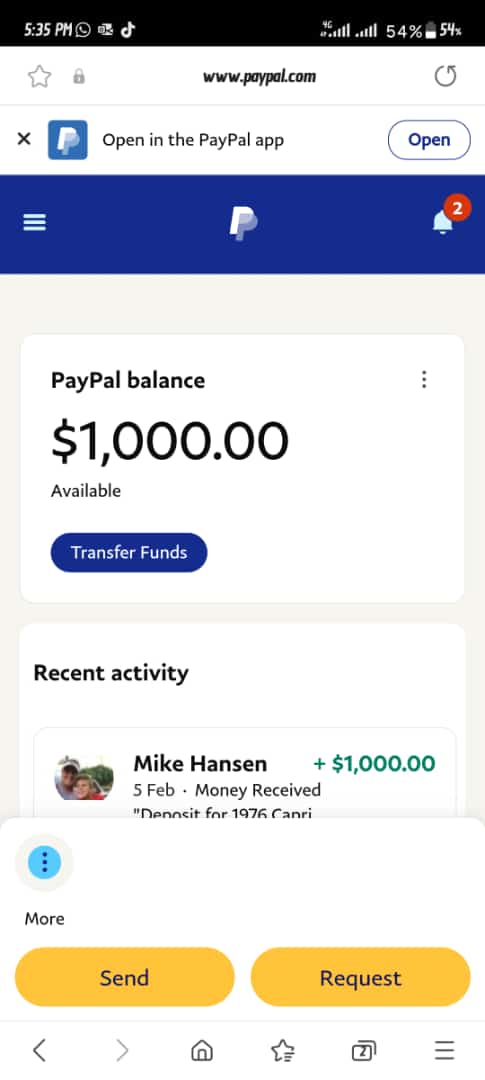 5:35 PM 4G 54% 54%
www.paypal.com
Open in the PayPal app Open
2
PayPal balance
$1,000.00
Available
Transfer Funds
Recent activity
Mike Hansen + $1,000.00
5 Feb · Money Received
"Deposit for 1976 Capri
More
Send Request
2